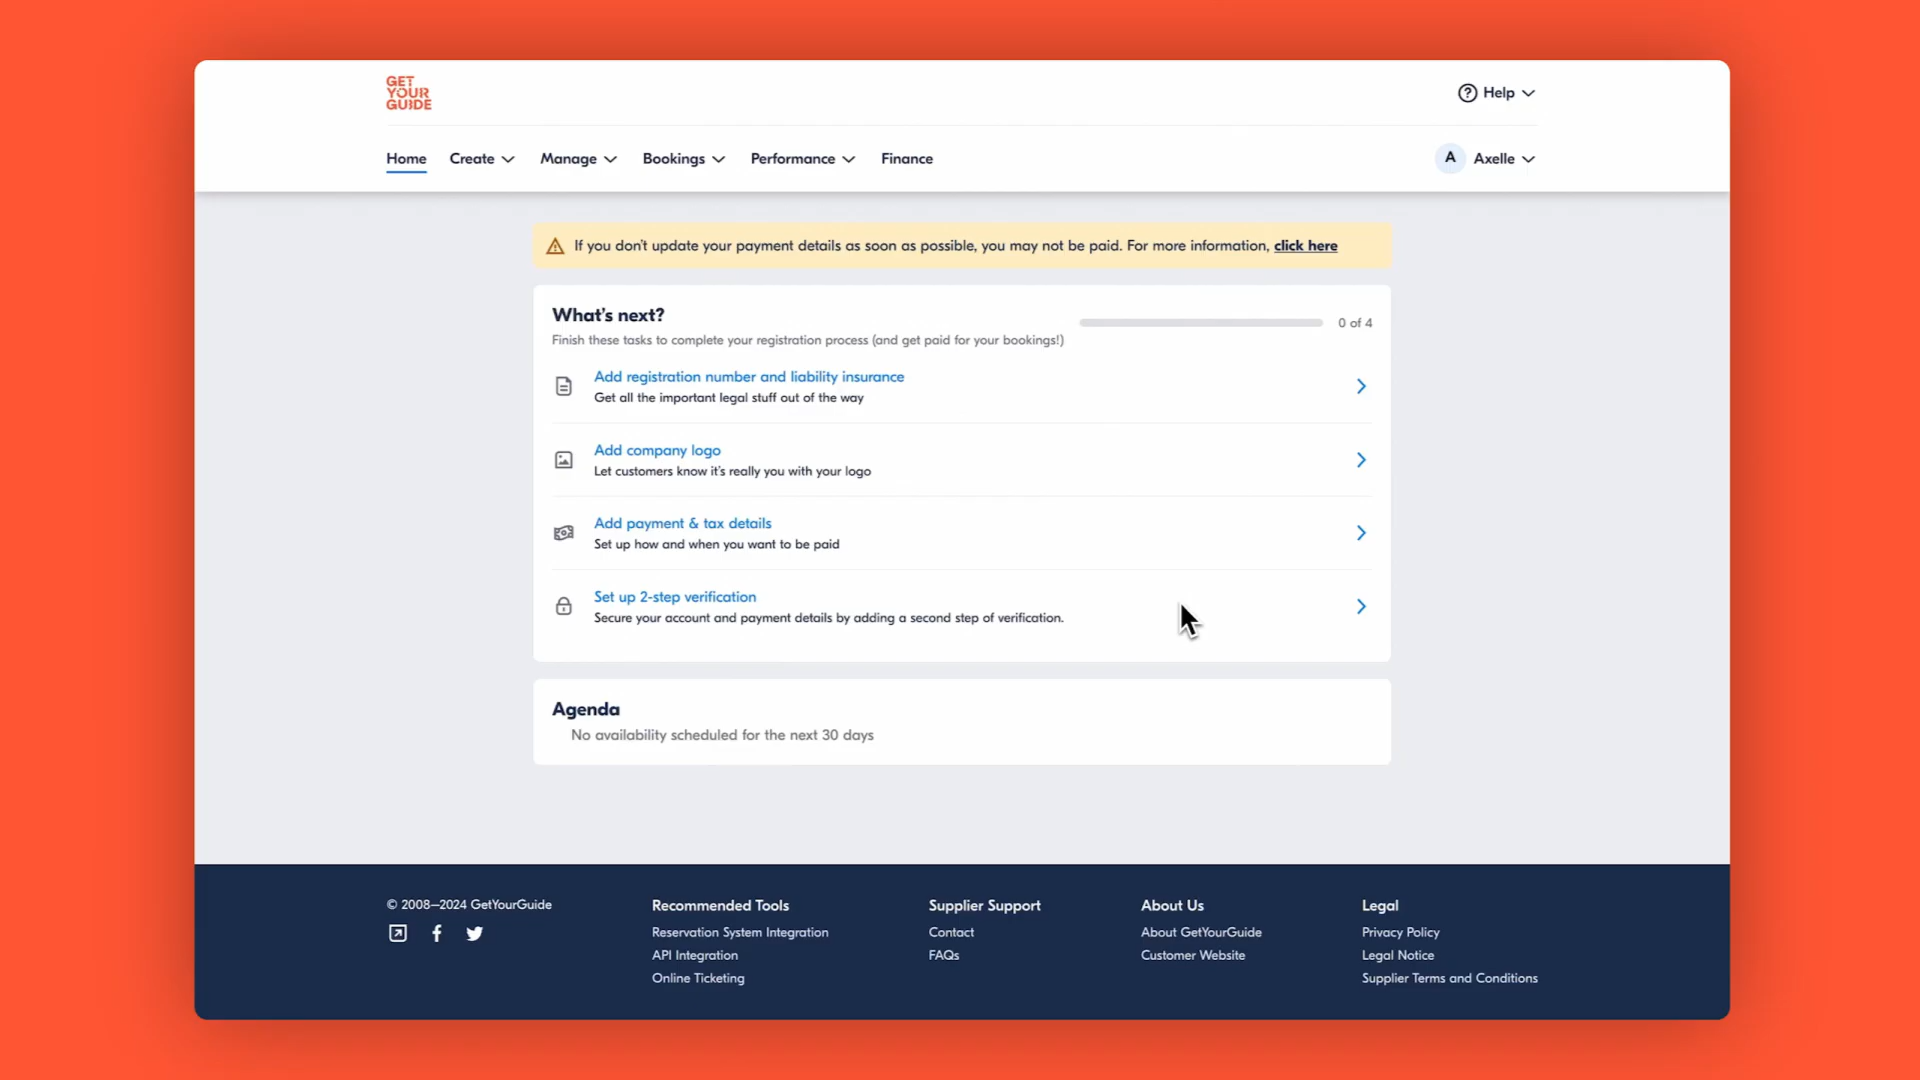 GET
YOUR
GUIDE
Help
Home
Create
Manage
Bookings
Performance
Finance
A
Axelle
If you don't update your payment details as soon as possible, you may not be paid. For more information, click here
What's next?
0 of 4
Finish these tasks to complete your registration process (and get paid for your bookings!)
Add registration number and liability insurance
Get all the important legal stuff out of the way
Add company logo
Let customers know it's really you with your logo
Add payment & tax details
Set up how and when you want to be paid
Set up 2-step verification
Secure your account and payment details by adding a second step of verification.
Agenda
No availability scheduled for the next 30 days
© 2008–2024 GetYourGuide
Recommended Tools
Reservation System Integration
API Integration
Online Ticketing
Supplier Support
Contact
FAQs
About Us
About GetYourGuide
Customer Website
Legal
Privacy Policy
Legal Notice
Supplier Terms and Conditions